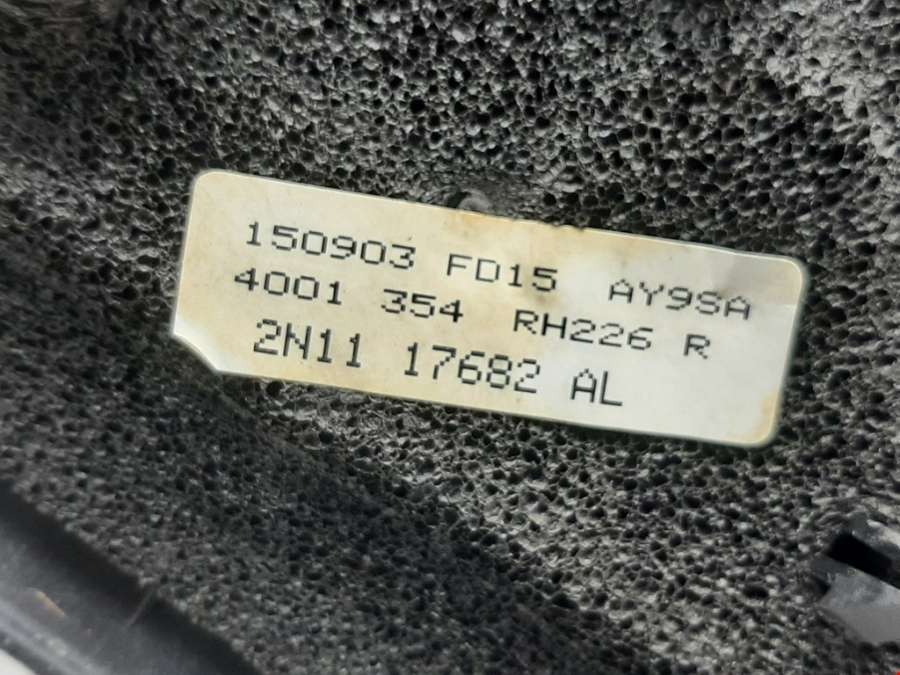 150903 FD15 AY9SA
4001 354 RH226 R
2N11 17682 AL